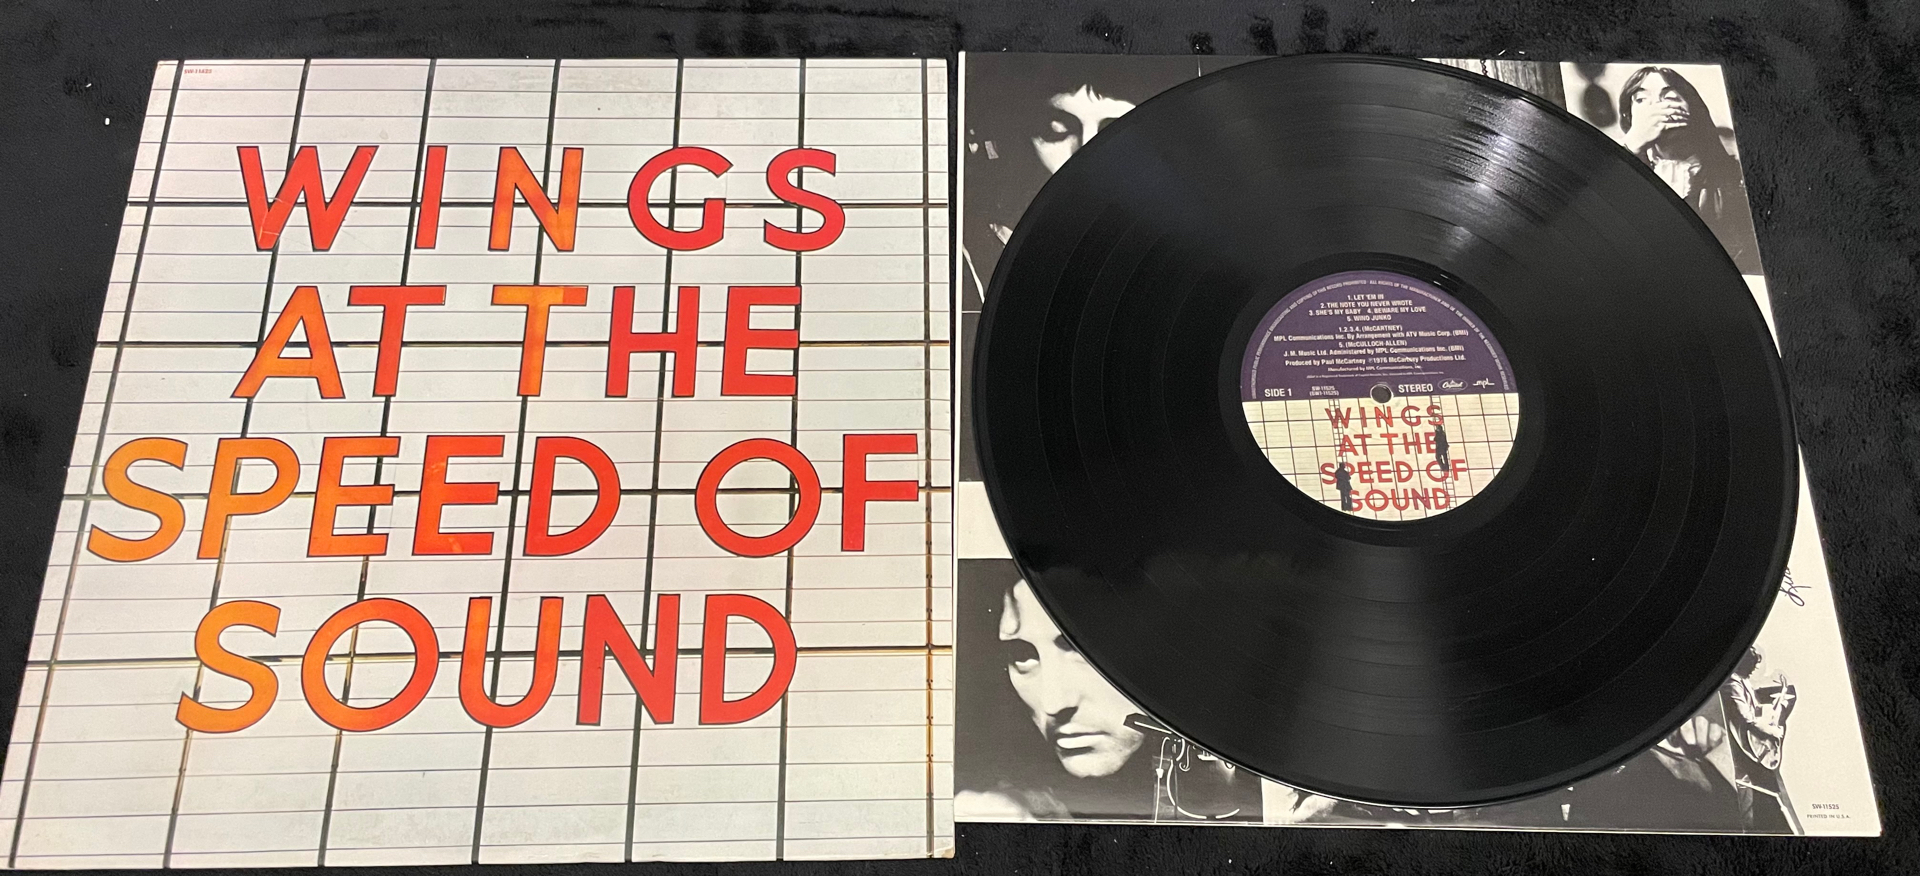 SW-11525
WINGS
AT THE
SPEED OF
SOUND
1. LET 'EM IN
2. THE NOTE YOU NEVER WROTE
3. SHE'S MY BABY 4. BEWARE MY LOVE
5. WINO JUNKO
1.2.3.4. (McCARTNEY)
MPL Communications Inc. By Arrangement with ATV Music Corp. (BMI)
5. (McCULLOCH-ALLEN)
J. M. Music Ltd. Administered by MPL Communications Inc. (BMI)
Produced by Paul McCartney ℗1976 McCartney Productions Ltd.
Manufactured by MPL Communications, Inc.
SIDE 1
SW-11525
(SW1-11525)
STEREO
Capitol
mpl
WINGS
AT THE
SPEED OF
SOUND
SW-11525
PRINTED IN U.S.A.